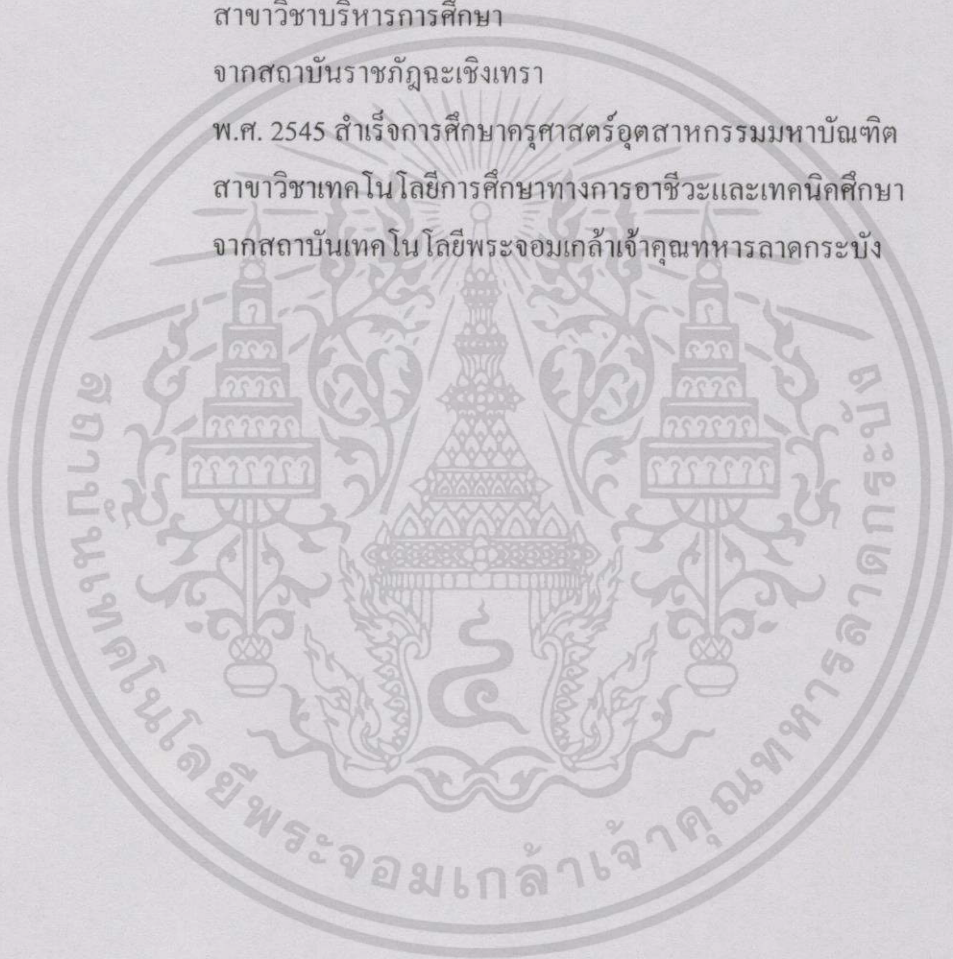 สาขาวิชาบริหารการศึกษา
จากสถาบันราชภัฏฉะเชิงเทรา
พ.ศ. 2545 สำเร็จการศึกษาครุศาสตร์อุตสาหกรรมมหาบัณฑิต
สาขาวิชาเทคโนโลยีการศึกษาทางการอาชีวะและเทคนิคศึกษา
จากสถาบันเทคโนโลยีพระจอมเกล้าเจ้าคุณทหารลาดกระบัง
สถาบันเทคโนโลยีพระจอมเกล้าเจ้าคุณทหารลาดกระบัง
๔